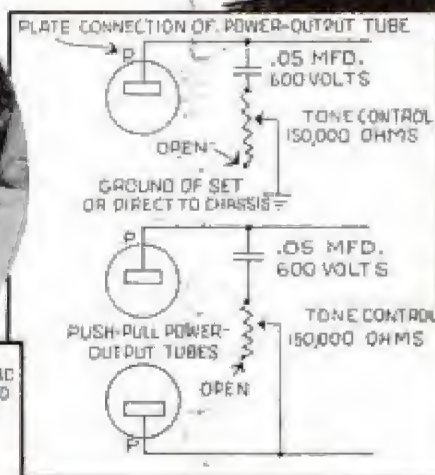 PLATE CONNECTION OF POWER-OUTPUT TUBE
P
.05 MFD.
600 VOLTS
TONE CONTROL
150,000 OHMS
OPEN
GROUND OF SET
OR DIRECT TO CHASSIS
P
.05 MFD.
600 VOLTS
TONE CONTROL
150,000 OHMS
PUSH-PULL POWER-
OUTPUT TUBES
OPEN
P